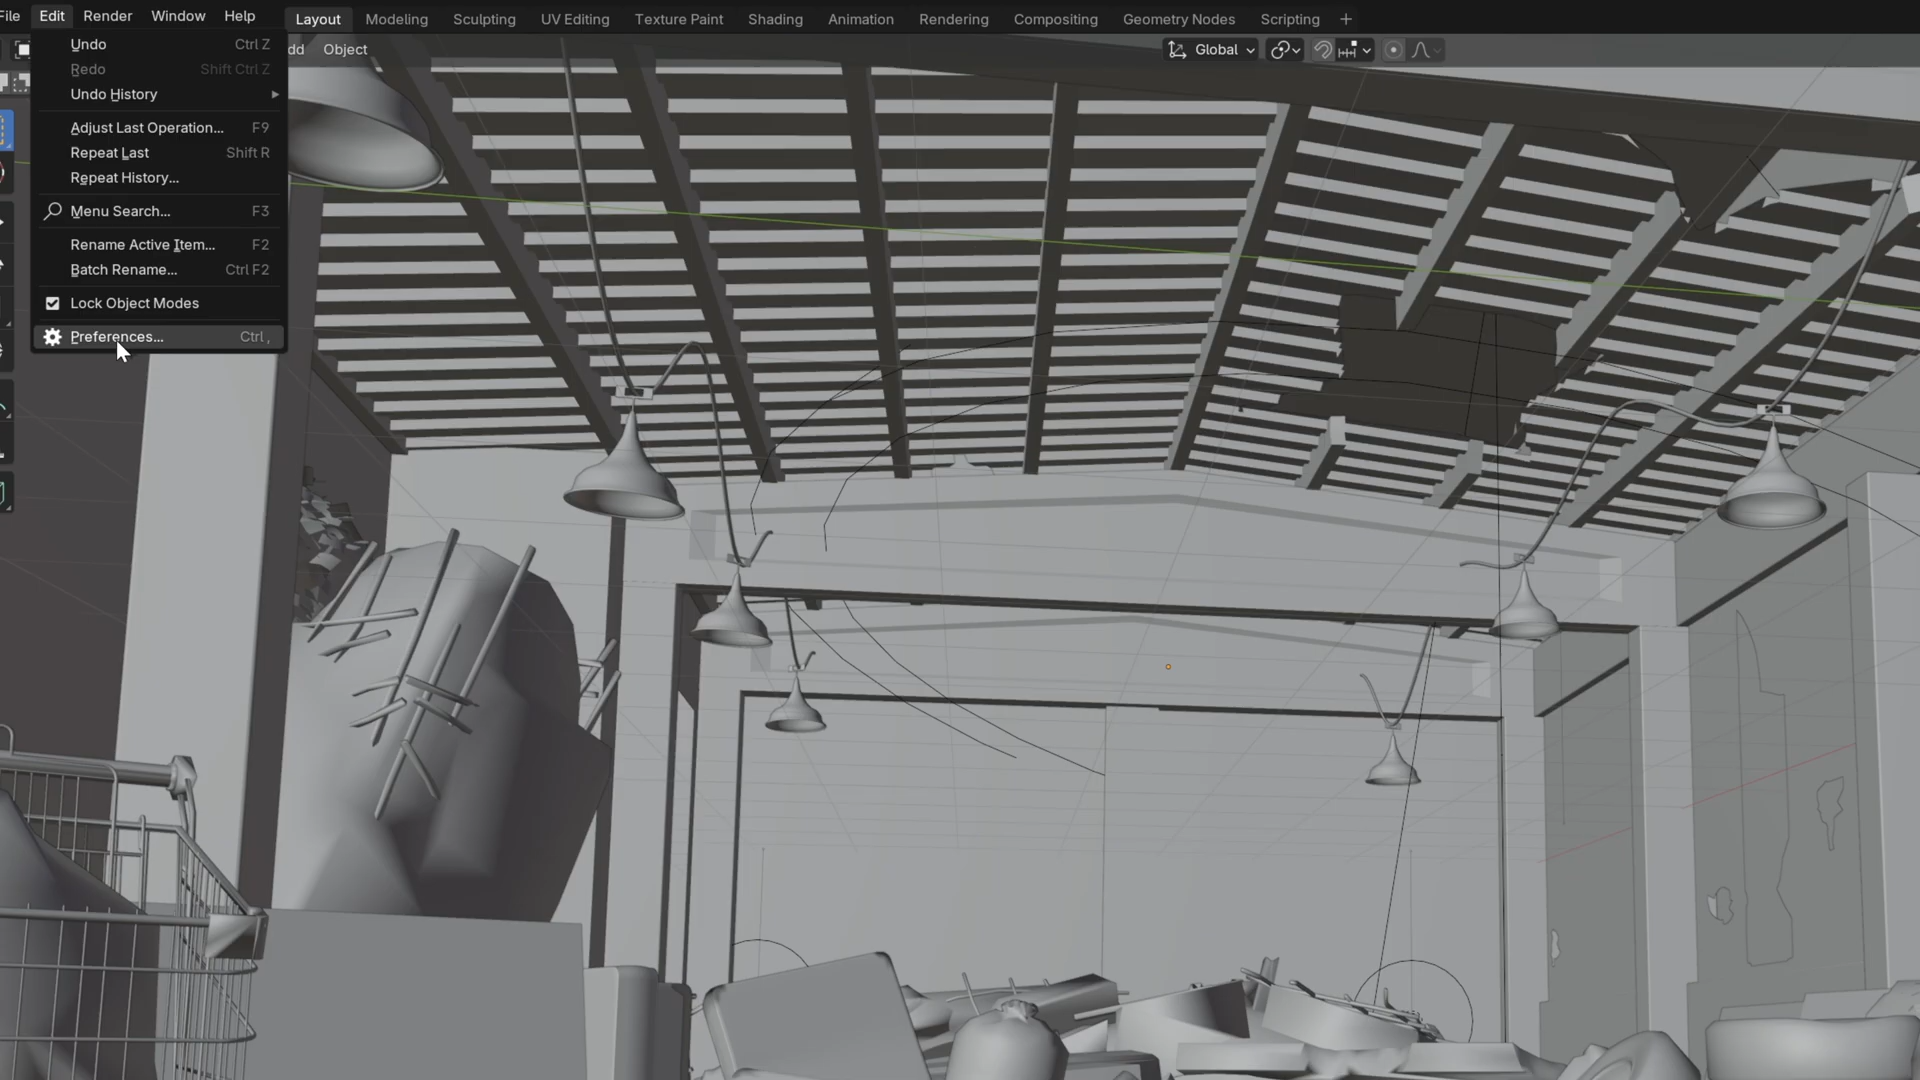 File Edit Render Window Help Layout Modeling Sculpting UV Editing Texture Paint Shading Animation Rendering Compositing Geometry Nodes Scripting +
dd Object Global
Undo Ctrl Z
Redo Shift Ctrl Z
Undo History
Adjust Last Operation... F9
Repeat Last Shift R
Repeat History...
Menu Search... F3
Rename Active Item... F2
Batch Rename... Ctrl F2
Lock Object Modes
Preferences... Ctrl ,